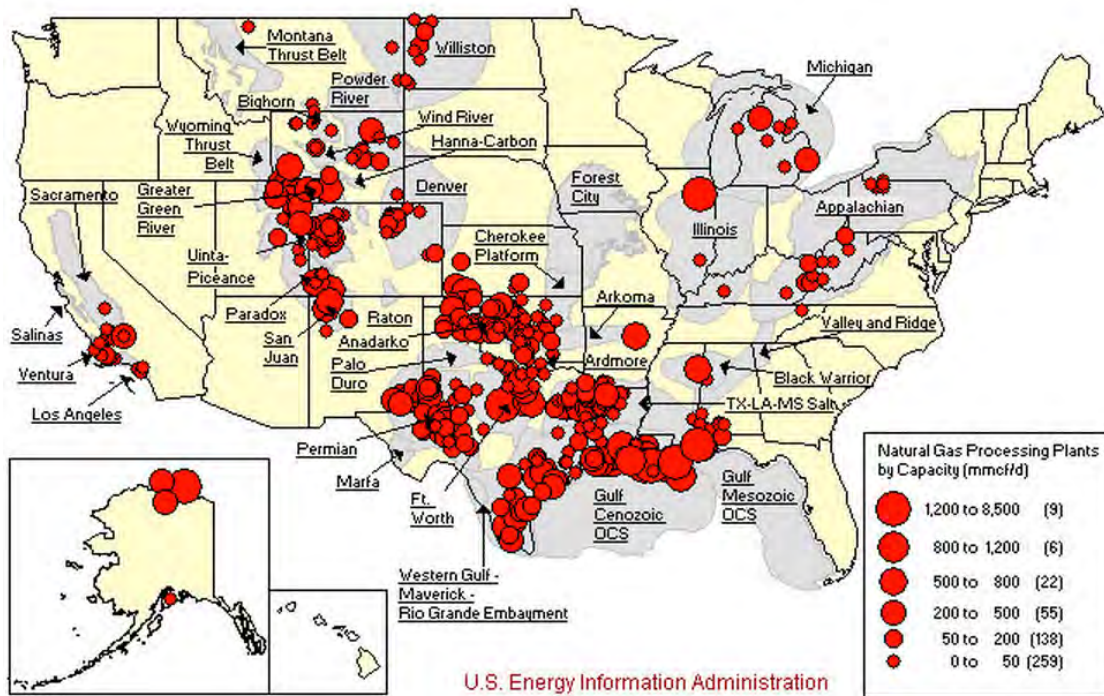 Montana
Thrust Belt
Williston
Michigan
Powder
River
Bighorn
Wind River
Wyoming
Thrust
Belt
Hanna-Carbon
Sacramento
Greater
Green
River
Denver
Forest
City
Appalachian
Illinois
Uinta-
Piceance
Cherokee
Platform
Arkoma
Salinas
Paradox
San
Juan
Raton
Anadarko
Valley and Ridge
Palo
Duro
Ardmore
Ventura
Black Warrior
Los Angeles
TX-LA-MS Salt
Permian
Marfa
Ft.
Worth
Gulf
Cenozoic
OCS
Gulf
Mesozoic
OCS
Western Gulf -
Maverick -
Rio Grande Embayment
Natural Gas Processing Plants
by Capacity (mmcf/d)
1,200 to 8,500 (9)
800 to 1,200 (6)
500 to 800 (22)
200 to 500 (55)
50 to 200 (138)
0 to 50 (259)
U.S. Energy Information Administration